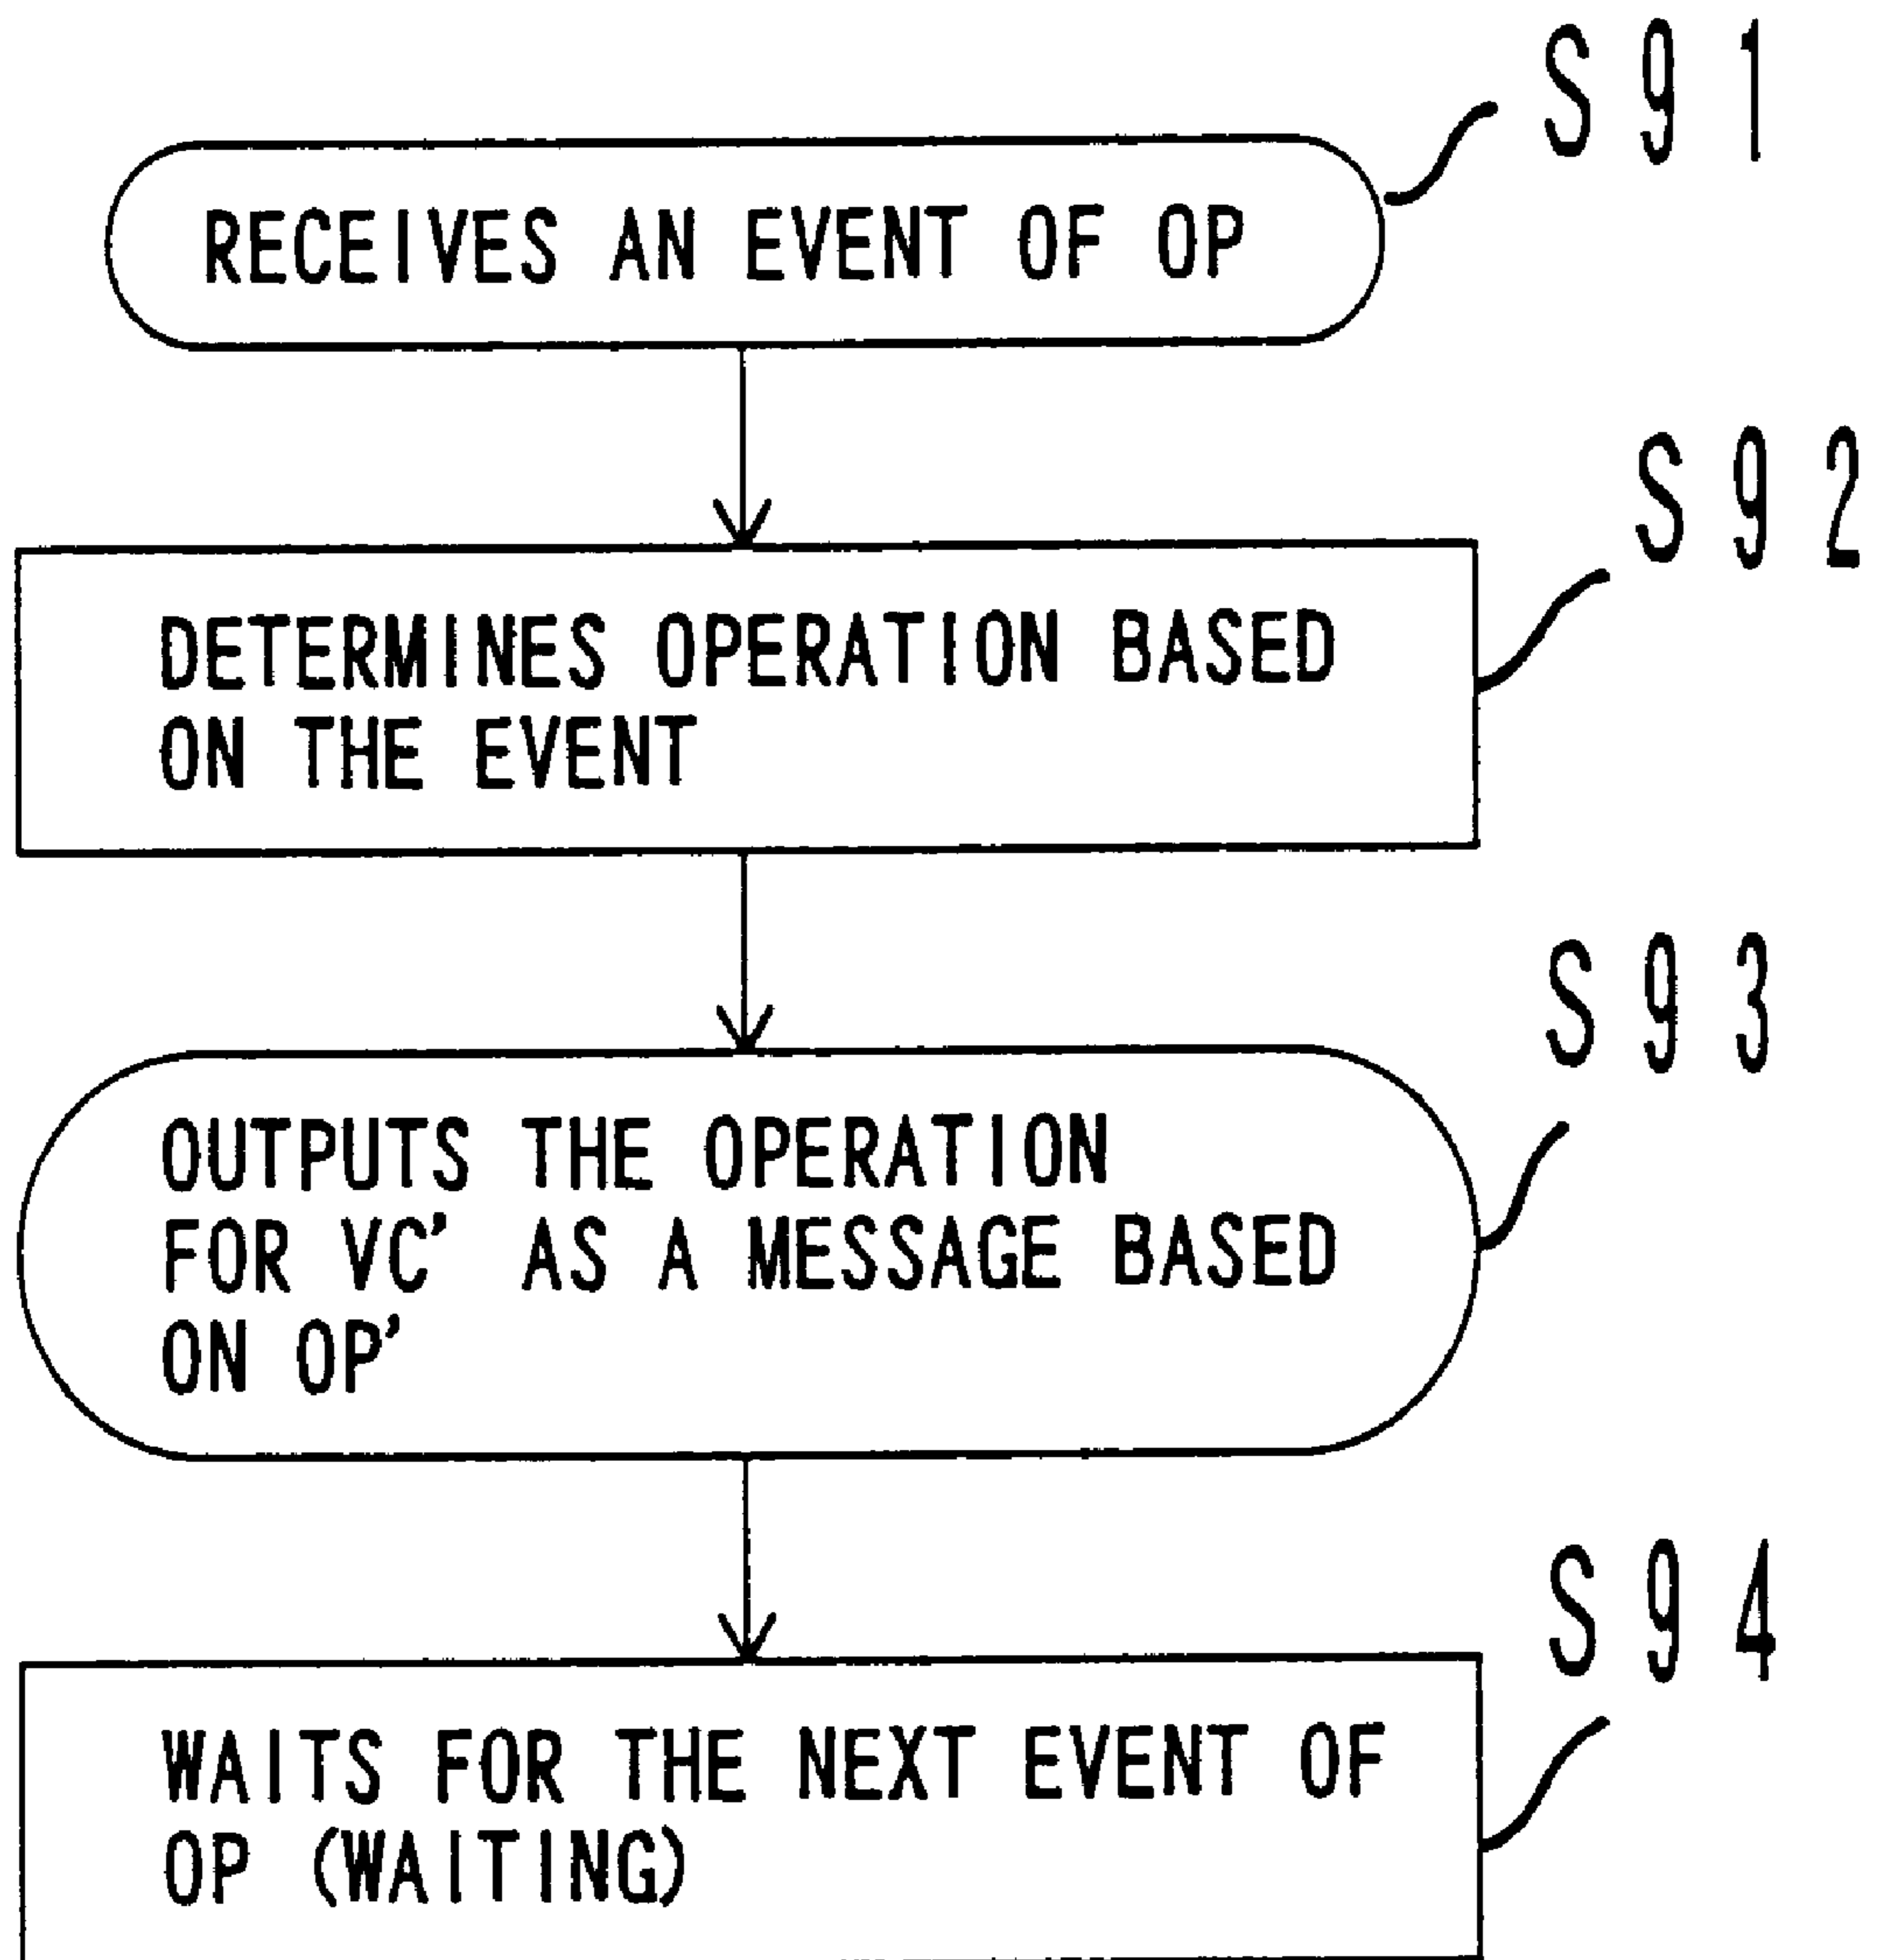 S91
RECEIVES AN EVENT OF OP
S92
DETERMINES OPERATION BASED
ON THE EVENT
S93
OUTPUTS THE OPERATION
FOR VC' AS A MESSAGE BASED
ON OP'
S94
WAITS FOR THE NEXT EVENT OF
OP (WAITING)